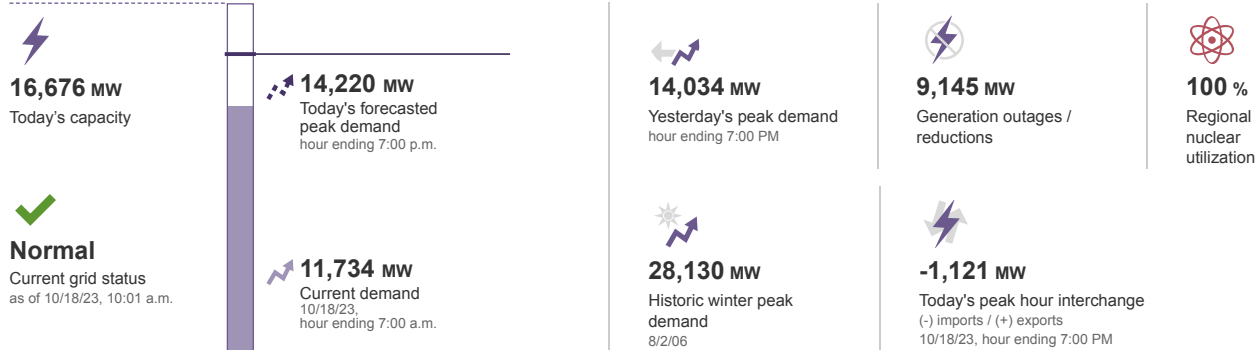 16,676 MW
Today's capacity
Normal
Current grid status
as of 10/18/23, 10:01 a.m.
14,220 MW
Today's forecasted
peak demand
hour ending 7:00 p.m.
11,734 MW
Current demand
10/18/23,
hour ending 7:00 a.m.
14,034 MW
Yesterday's peak demand
hour ending 7:00 PM
9,145 MW
Generation outages /
reductions
100 %
Regional
nuclear
utilization
28,130 MW
Historic winter peak
demand
8/2/06
-1,121 MW
Today's peak hour interchange
(-) imports / (+) exports
10/18/23, hour ending 7:00 PM